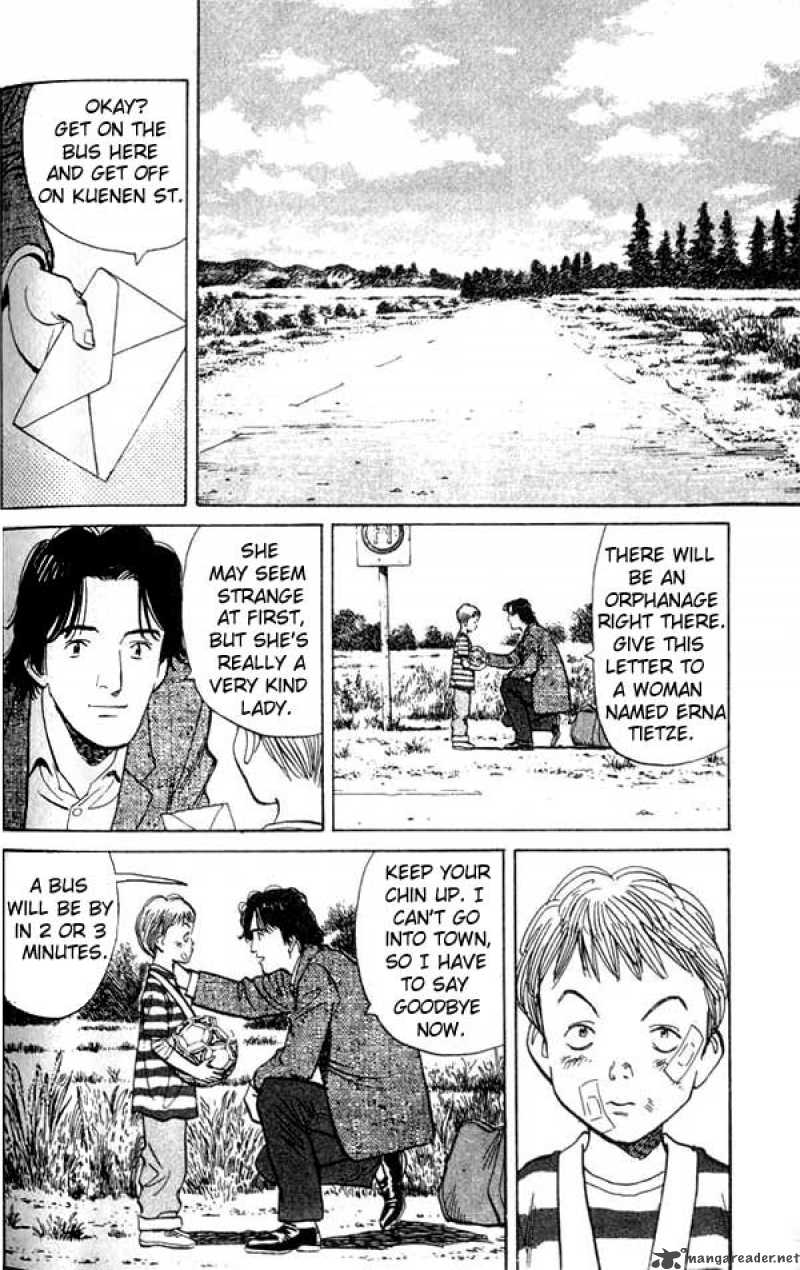 OKAY?
GET ON THE
BUS HERE
AND GET OFF
ON KUENEN ST.
THERE WILL
BE AN
ORPHANAGE
RIGHT THERE.
GIVE THIS
LETTER TO
A WOMAN
NAMED ERNA
TIETZE.
SHE
MAY SEEM
STRANGE
AT FIRST,
BUT SHE'S
REALLY A
VERY KIND
LADY.
KEEP YOUR
CHIN UP. I
CAN'T GO
INTO TOWN,
SO I HAVE
TO SAY
GOODBYE
NOW.
A BUS
WILL BE BY
IN 2 OR 3
MINUTES.
mangareader.net